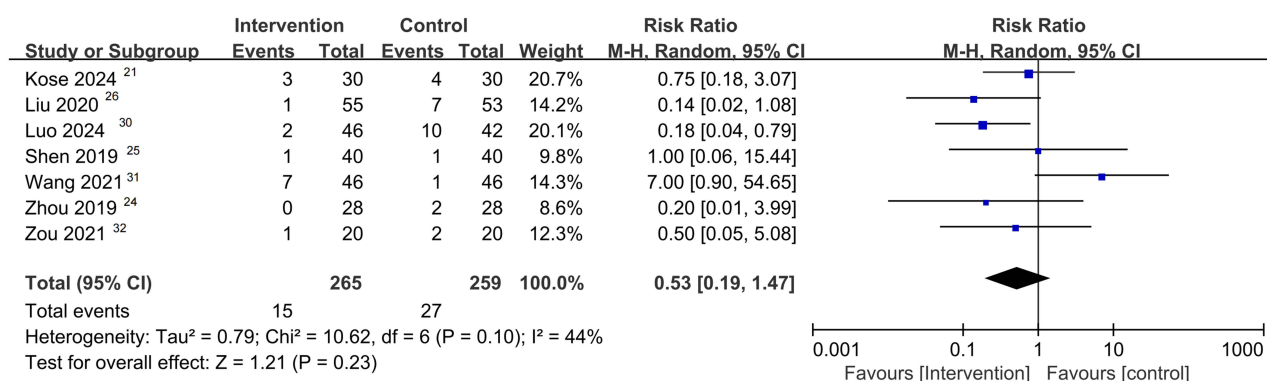 Intervention Control Risk Ratio Risk Ratio
Study or Subgroup Events Total Events Total Weight M-H, Random, 95% CI M-H, Random, 95% CI
Kose 2024 21 3 30 4 30 20.7% 0.75 [0.18, 3.07]
Liu 2020 26 1 55 7 53 14.2% 0.14 [0.02, 1.08]
Luo 2024 30 2 46 10 42 20.1% 0.18 [0.04, 0.79]
Shen 2019 25 1 40 1 40 9.8% 1.00 [0.06, 15.44]
Wang 2021 31 7 46 1 46 14.3% 7.00 [0.90, 54.65]
Zhou 2019 24 0 28 2 28 8.6% 0.20 [0.01, 3.99]
Zou 2021 32 1 20 2 20 12.3% 0.50 [0.05, 5.08]
Total (95% CI) 265 259 100.0% 0.53 [0.19, 1.47]
Total events 15 27
Heterogeneity: Tau² = 0.79; Chi² = 10.62, df = 6 (P = 0.10); I² = 44%
Test for overall effect: Z = 1.21 (P = 0.23)
0.001 0.1 1 10 1000
Favours [Intervention] Favours [control]